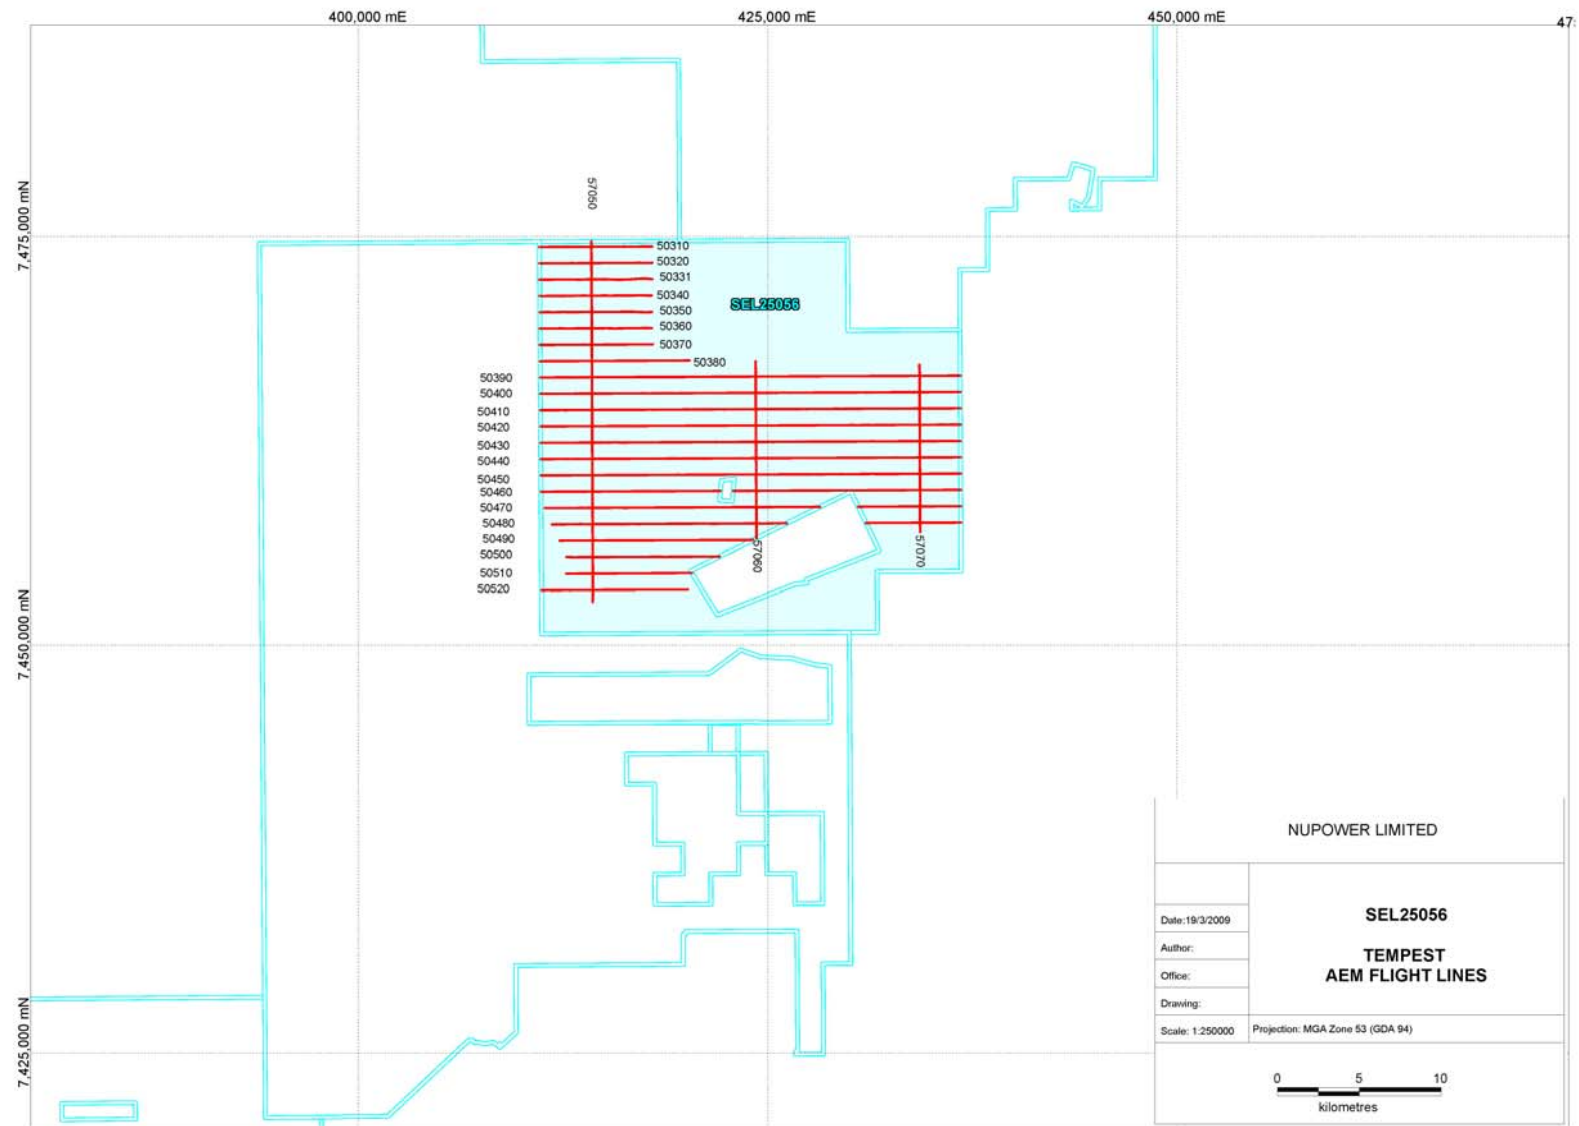 400,000 mE
425,000 mE
450,000 mE
47
7,475,000 mN
7,450,000 mN
7,425,000 mN
57050
50310
50320
50331
50340
50350
50360
50370
50380
SEL25056
50390
50400
50410
50420
50430
50440
50450
50460
50470
50480
50490
50500
50510
50520
57060
57070
NUPOWER LIMITED
Date:19/3/2009
Author:
Office:
Drawing:
Scale: 1:250000
SEL25056
TEMPEST
AEM FLIGHT LINES
Projection: MGA Zone 53 (GDA 94)
0 5 10
kilometres